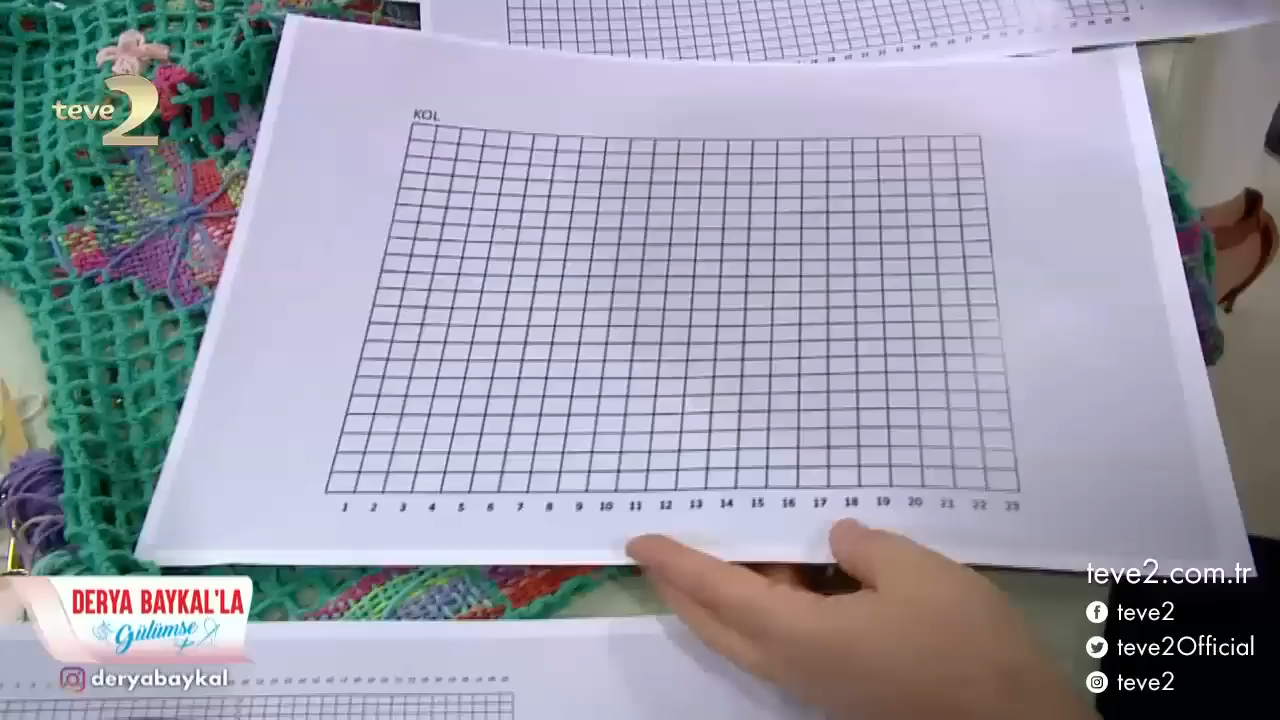 teve2
KOL
1 2 3 4 5 6 7 8 9 10 11 12 13 14 15 16 17 18 19 20 21 22 23
DERYA BAYKAL'LA
Gülümse
deryabaykal
teve2.com.tr
teve2
teve2Official
teve2